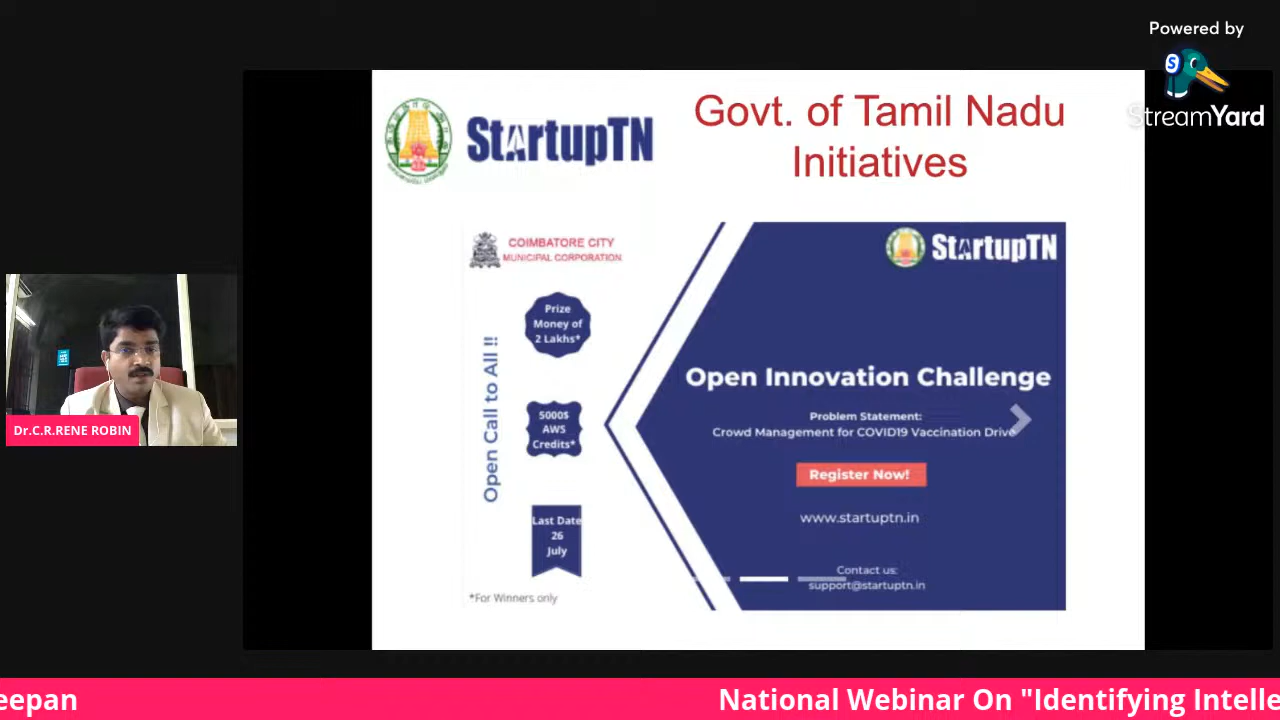 Powered by
StreamYard
StartupTN
Govt. of Tamil Nadu
Initiatives
COIMBATORE CITY
MUNICIPAL CORPORATION
StartupTN
Open Call to All !!
Prize
Money of
2 Lakhs*
5000$
AWS
Credits*
Last Date
26
July
*For Winners only
Open Innovation Challenge
Problem Statement:
Crowd Management for COVID19 Vaccination Drive
Register Now!
www.startuptn.in
Contact us:
support@startuptn.in
Dr.C.R.RENE ROBIN
eepan
National Webinar On "Identifying Intelle